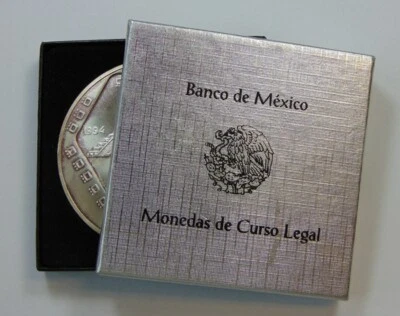 Banco de México
Monedas de Curso Legal
1994